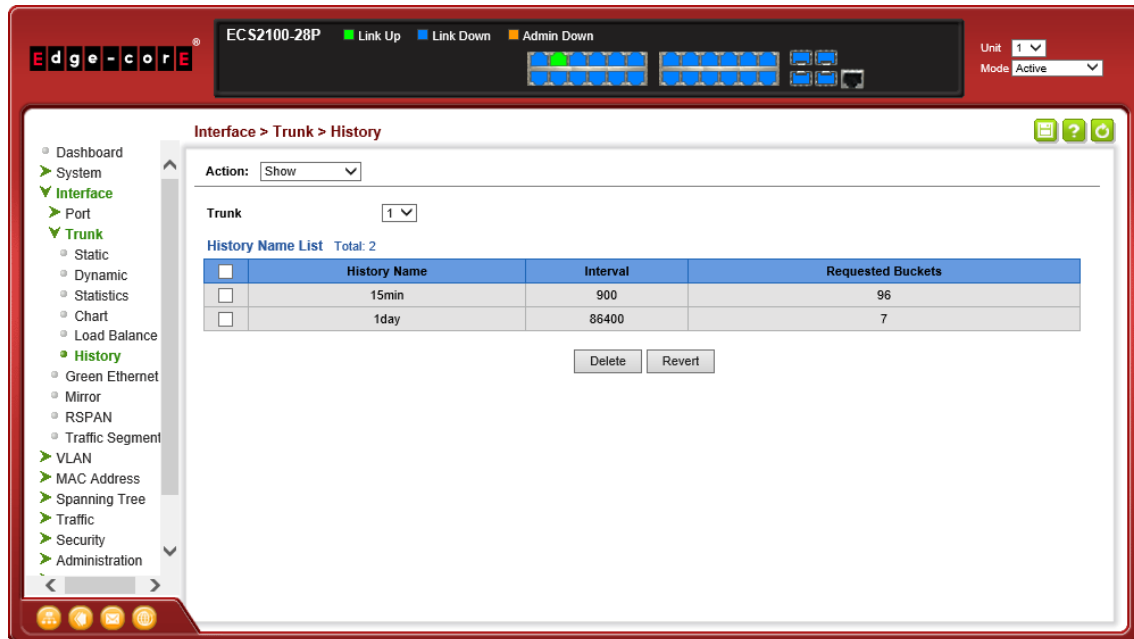 Edge-corE®
ECS2100-28P Link Up Link Down Admin Down
Unit 1
Mode Active
Interface > Trunk > History
?
Dashboard
System
Interface
Port
Trunk
Static
Dynamic
Statistics
Chart
Load Balance
History
Green Ethernet
Mirror
RSPAN
Traffic Segment
VLAN
MAC Address
Spanning Tree
Traffic
Security
Administration
Action: Show
Trunk 1
History Name List Total: 2
History Name Interval Requested Buckets
15min 900 96
1day 86400 7
Delete Revert